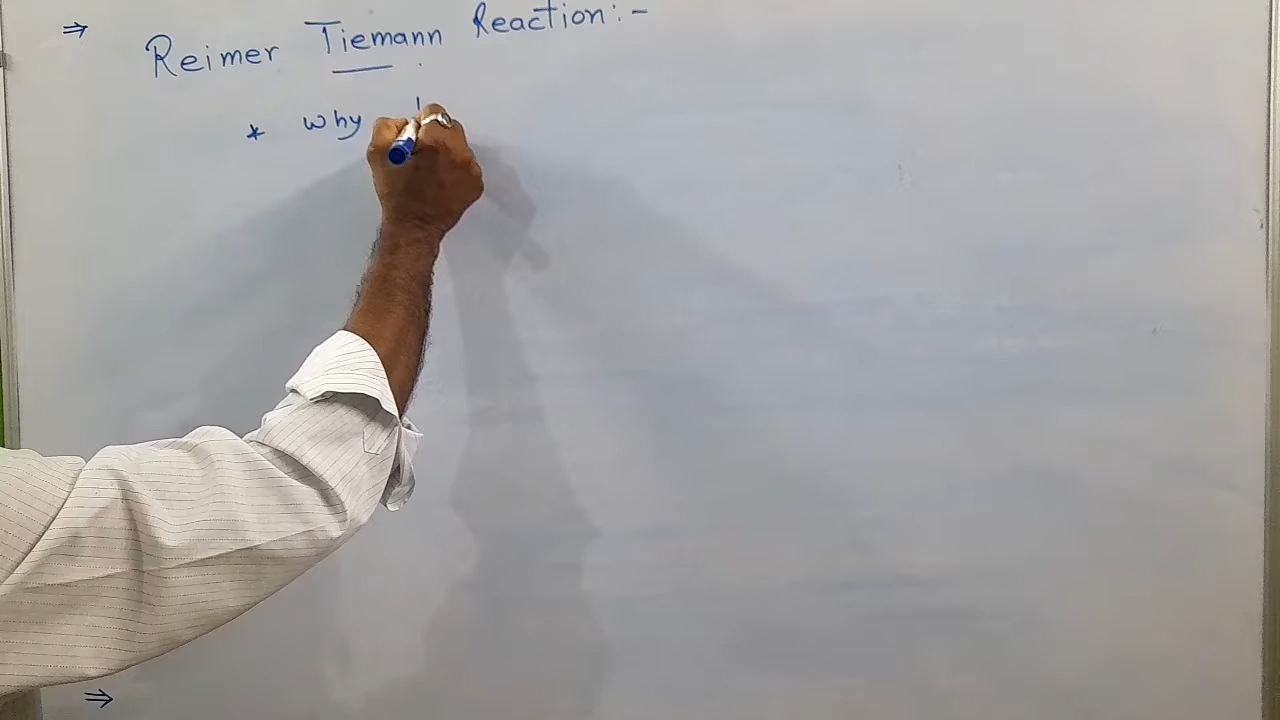 ⇒ Reimer Tiemann Reaction:-
* Why
⇒